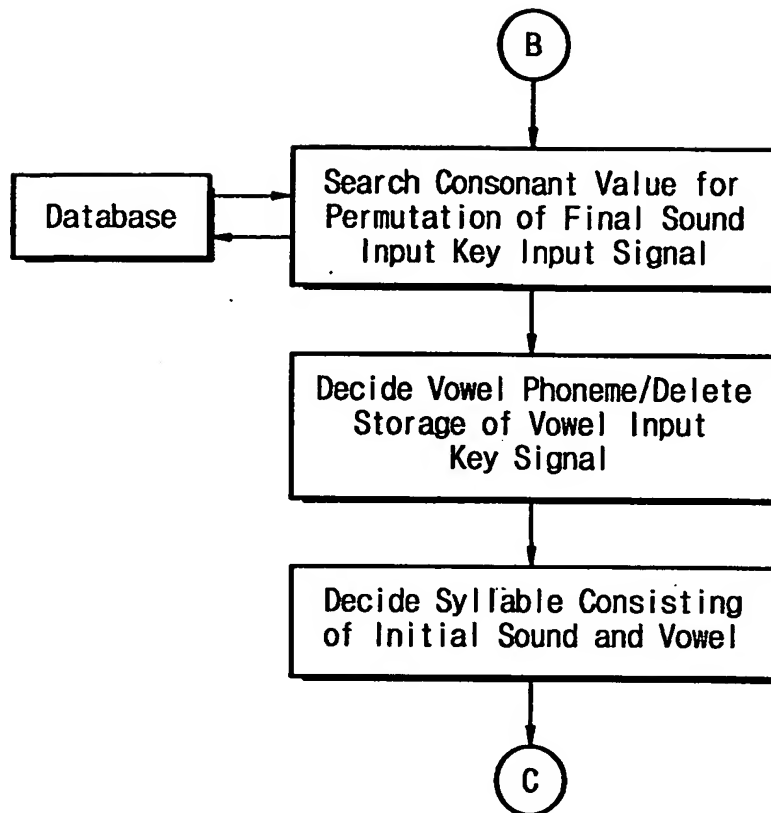 B
Database
Search Consonant Value for
Permutation of Final Sound
Input Key Input Signal
Decide Vowel Phoneme/Delete
Storage of Vowel Input
Key Signal
Decide Syllable Consisting
of Initial Sound and Vowel
C